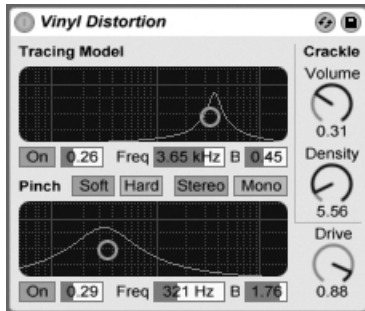 Vinyl Distortion
Tracing Model
On 0.26 Freq 3.65 kHz B 0.45
Pinch Soft Hard Stereo Mono
On 0.29 Freq 321 Hz B 1.76
Crackle
Volume
0.31
Density
5.56
Drive
0.88